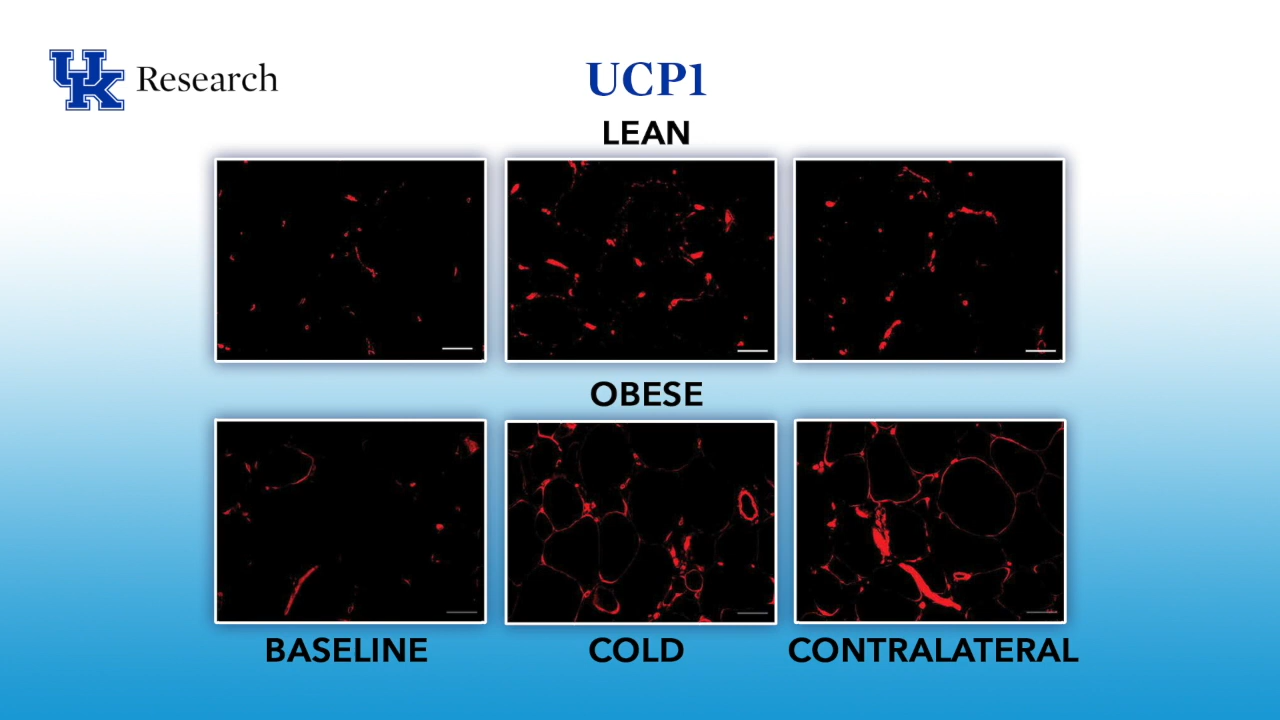 UK Research
UCP1
LEAN
OBESE
BASELINE COLD CONTRALATERAL